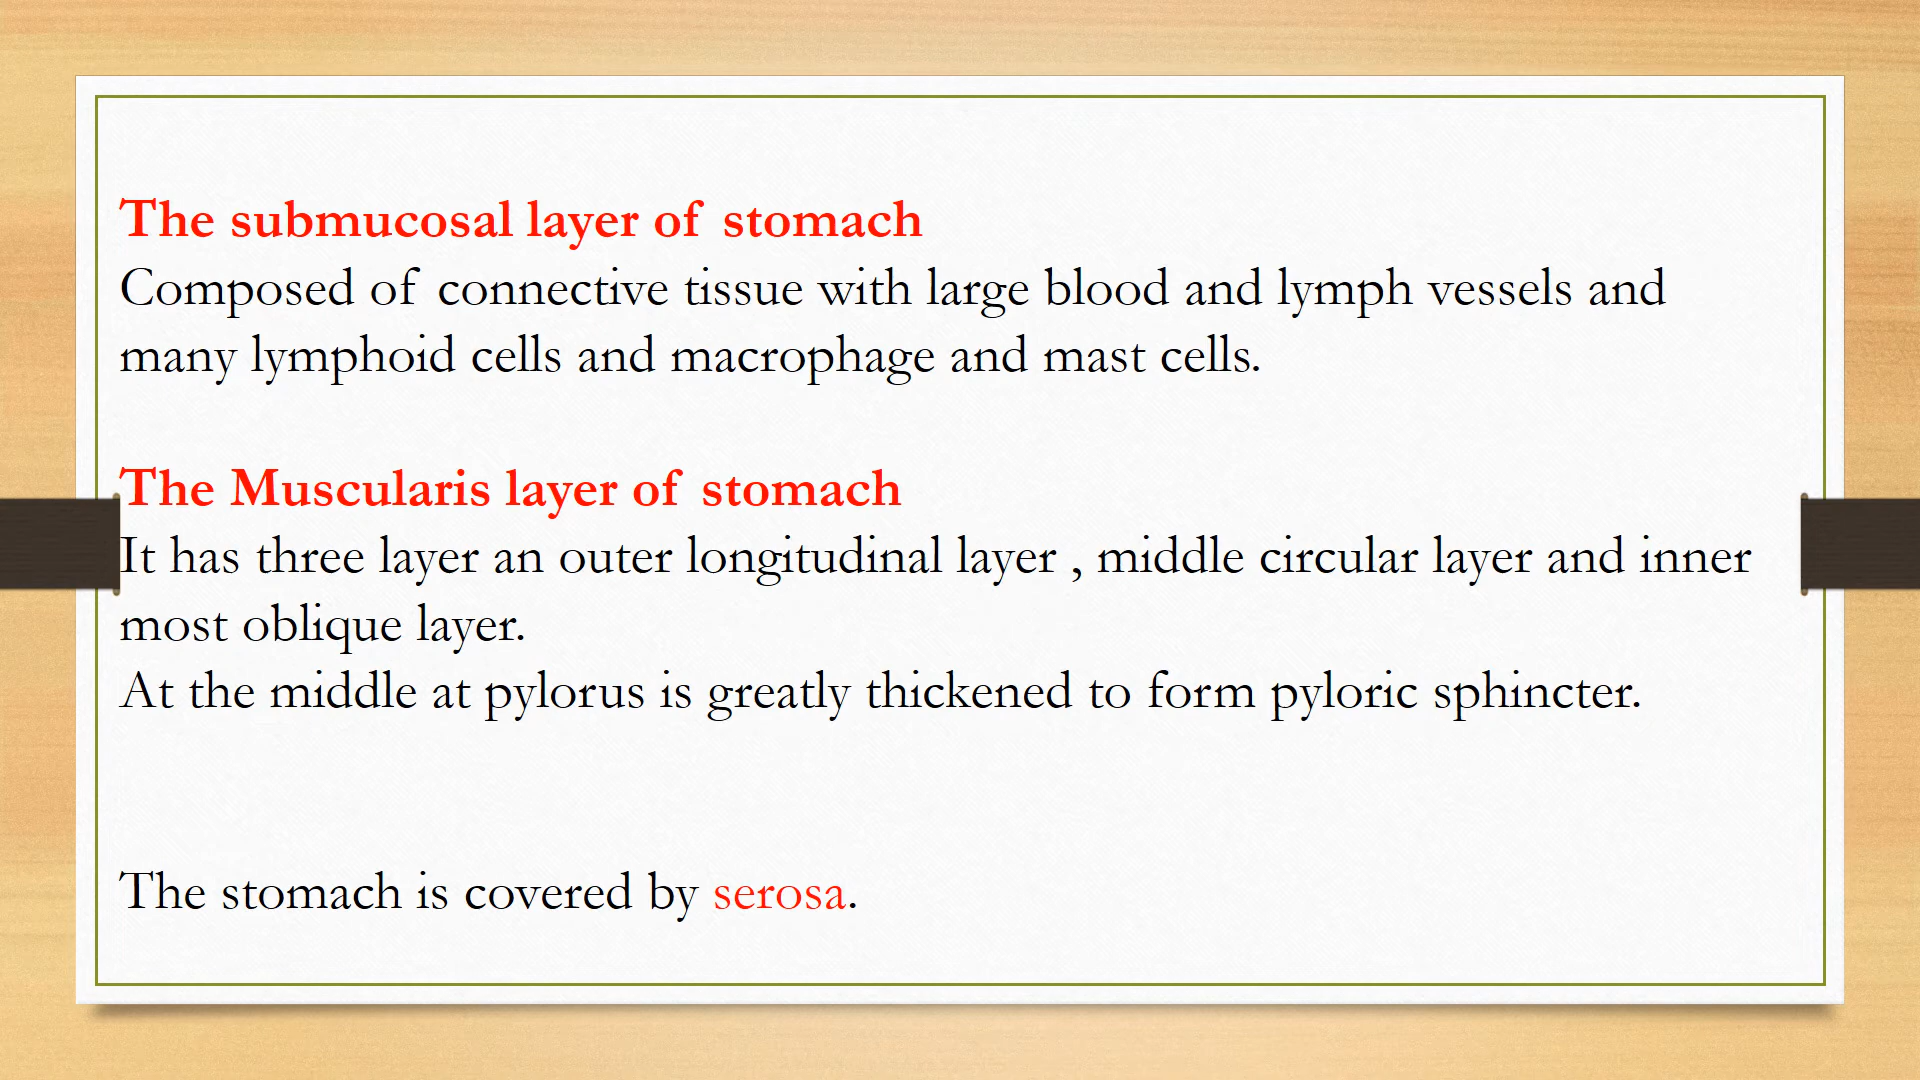 The submucosal layer of stomach
Composed of connective tissue with large blood and lymph vessels and
many lymphoid cells and macrophage and mast cells.
The Muscularis layer of stomach
It has three layer an outer longitudinal layer , middle circular layer and inner
most oblique layer.
At the middle at pylorus is greatly thickened to form pyloric sphincter.
The stomach is covered by serosa.